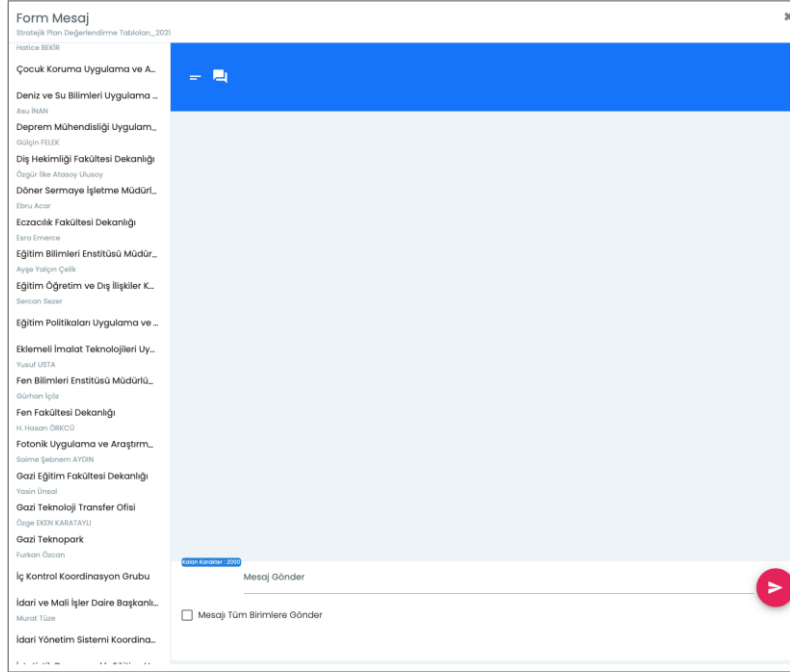 Form Mesaj
Stratejik Plan Değerlendirme Tabloları_2021
Hatice BEKİR
Çocuk Koruma Uygulama ve A...
Deniz ve Su Bilimleri Uygulama ...
Asu İNAN
Deprem Mühendisliği Uygulam...
Gülçin FELEK
Diş Hekimliği Fakültesi Dekanlığı
Özgür İlke Atasoy Ulusoy
Döner Sermaye İşletme Müdürl...
Ebru Acar
Eczacılık Fakültesi Dekanlığı
Esra Emerce
Eğitim Bilimleri Enstitüsü Müdür...
Ayşe Yalçın Çelik
Eğitim Öğretim ve Dış İlişkiler K...
Sercan Sezer
Eğitim Politikaları Uygulama ve ...
Eklemeli İmalat Teknolojileri Uy...
Yusuf USTA
Fen Bilimleri Enstitüsü Müdürlü...
Gürhan İçöz
Fen Fakültesi Dekanlığı
H. Hasan ÖRKCÜ
Fotonik Uygulama ve Araştırm...
Saime Şebnem AYDIN
Gazi Eğitim Fakültesi Dekanlığı
Yasin Ünsal
Gazi Teknoloji Transfer Ofisi
Özge EKEN KARATAYLI
Gazi Teknopark
Furkan Özcan
İç Kontrol Koordinasyon Grubu
İdari ve Mali İşler Daire Başkanlı...
Murat Tüze
İdari Yönetim Sistemi Koordina...
Kalan Karakter : 2000
Mesaj Gönder
Mesajı Tüm Birimlere Gönder